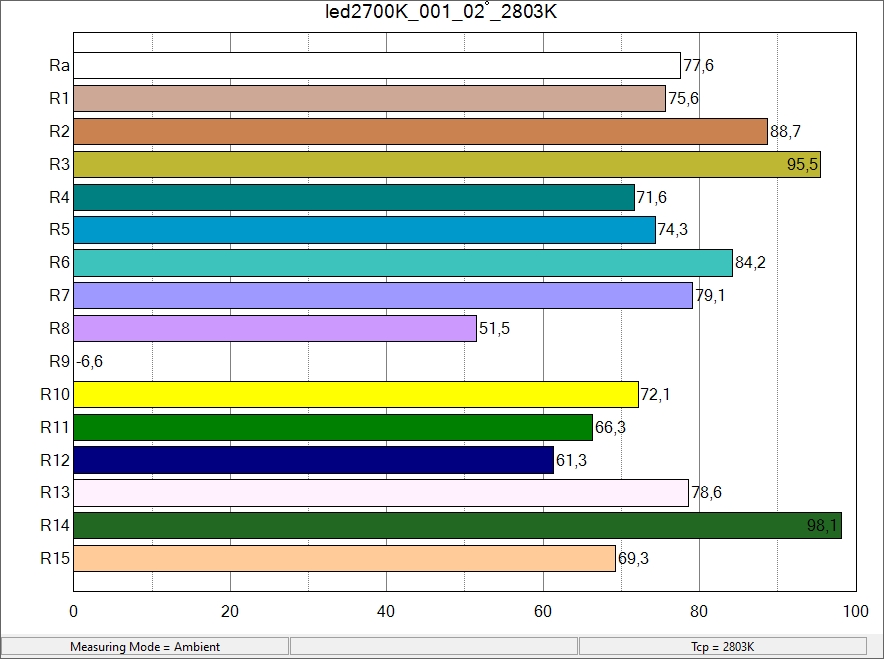 led2700K_001_02°_2803K
Ra 77,6
R1 75,6
R2 88,7
R3 95,5
R4 71,6
R5 74,3
R6 84,2
R7 79,1
R8 51,5
R9 -6,6
R10 72,1
R11 66,3
R12 61,3
R13 78,6
R14 98,1
R15 69,3
0 20 40 60 80 100
Measuring Mode = Ambient Tcp = 2803K